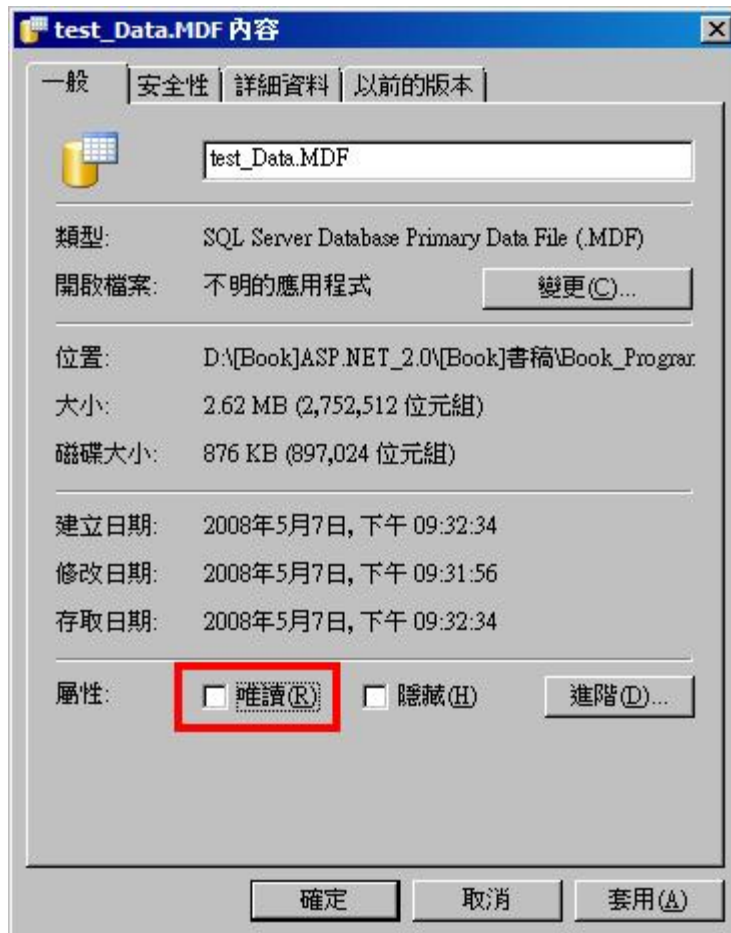 test_Data.MDF 內容
一般 安全性 詳細資料 以前的版本
test_Data.MDF
類型: SQL Server Database Primary Data File (.MDF)
開啟檔案: 不明的應用程式 變更(C)...
位置: D:\[Book]ASP.NET_2.0\[Book]書稿\Book_Progran
大小: 2.62 MB (2,752,512 位元組)
磁碟大小: 876 KB (897,024 位元組)
建立日期: 2008年5月7日, 下午 09:32:34
修改日期: 2008年5月7日, 下午 09:31:56
存取日期: 2008年5月7日, 下午 09:32:34
屬性: 唯讀(R) 隱藏(H) 進階(D)...
確定 取消 套用(A)